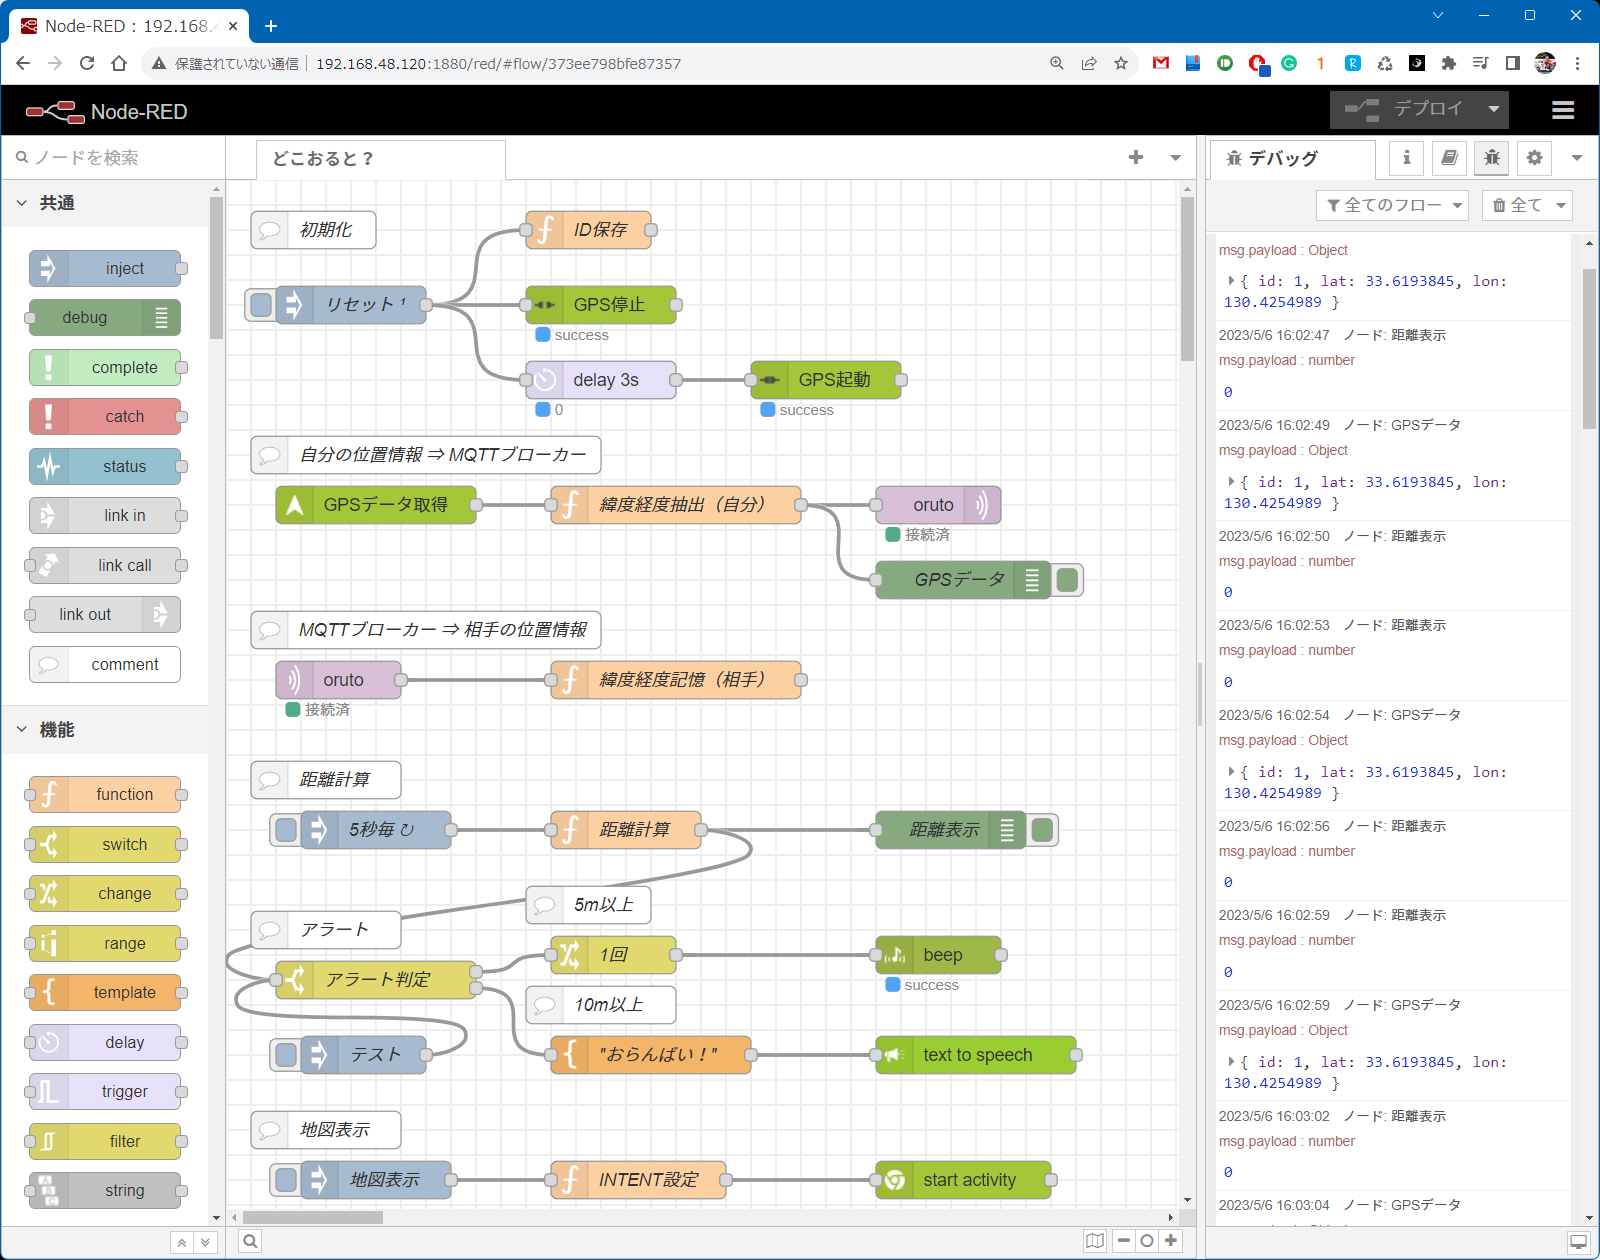 Node-RED : 192.168.4
保護されていない通信 192.168.48.120:1880/red/#flow/373ee798bfe87357
Node-RED
デプロイ
ノードを検索
共通
inject
debug
complete
catch
status
link in
link call
link out
comment
機能
function
switch
change
range
template
delay
trigger
filter
string
どこおると？
初期化
ID保存
リセット ¹
GPS停止
success
delay 3s
0
GPS起動
success
自分の位置情報 ⇒ MQTTブローカー
GPSデータ取得
緯度経度抽出（自分）
oruto
接続済
GPSデータ
MQTTブローカー ⇒ 相手の位置情報
oruto
接続済
緯度経度記憶（相手）
距離計算
5秒毎 ↻
距離計算
距離表示
5m以上
アラート
1回
beep
success
アラート判定
10m以上
テスト
"おらんばい！"
text to speech
地図表示
地図表示
INTENT設定
start activity
デバッグ
全てのフロー
全て
msg.payload : Object
{ id: 1, lat: 33.6193845, lon:
130.4254989 }
2023/5/6 16:02:47 ノード: 距離表示
msg.payload : number
0
2023/5/6 16:02:49 ノード: GPSデータ
msg.payload : Object
{ id: 1, lat: 33.6193845, lon:
130.4254989 }
2023/5/6 16:02:50 ノード: 距離表示
msg.payload : number
0
2023/5/6 16:02:53 ノード: 距離表示
msg.payload : number
0
2023/5/6 16:02:54 ノード: GPSデータ
msg.payload : Object
{ id: 1, lat: 33.6193845, lon:
130.4254989 }
2023/5/6 16:02:56 ノード: 距離表示
msg.payload : number
0
2023/5/6 16:02:59 ノード: 距離表示
msg.payload : number
0
2023/5/6 16:02:59 ノード: GPSデータ
msg.payload : Object
{ id: 1, lat: 33.6193845, lon:
130.4254989 }
2023/5/6 16:03:02 ノード: 距離表示
msg.payload : number
0
2023/5/6 16:03:04 ノード: GPSデータ